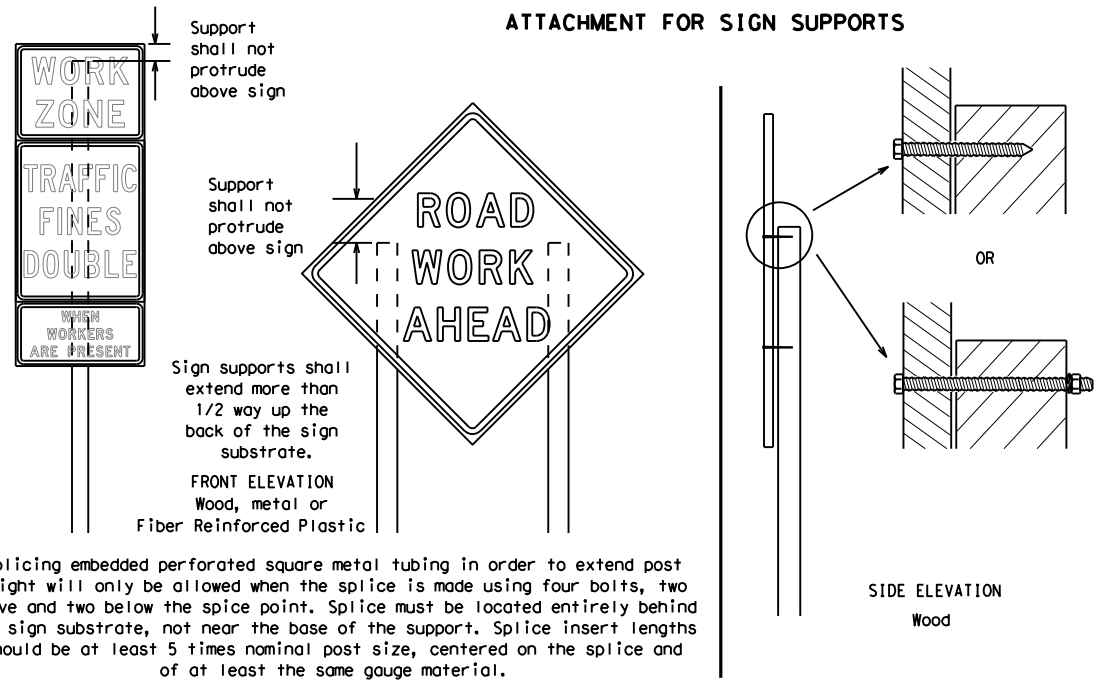 ATTACHMENT FOR SIGN SUPPORTS
Support
shall not
protrude
above sign
WORK
ZONE
TRAFFIC
FINES
DOUBLE
WHEN
WORKERS
ARE PRESENT
Support
shall not
protrude
above sign
ROAD
WORK
AHEAD
Sign supports shall
extend more than
1/2 way up the
back of the sign
substrate.
FRONT ELEVATION
Wood, metal or
Fiber Reinforced Plastic
OR
SIDE ELEVATION
Wood
plicing embedded perforated square metal tubing in order to extend post
ight will only be allowed when the splice is made using four bolts, two
ve and two below the spice point. Splice must be located entirely behind
sign substrate, not near the base of the support. Splice insert lengths
ould be at least 5 times nominal post size, centered on the splice and
of at least the same gauge material.